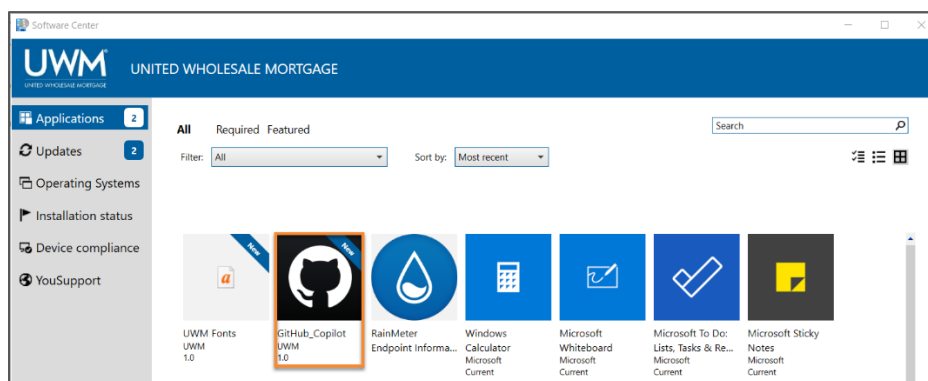 Software Center
UWM
UNITED WHOLESALE MORTGAGE
UNITED WHOLESALE MORTGAGE
Applications 2
Updates 2
Operating Systems
Installation status
Device compliance
YouSupport
All Required Featured
Search
Filter: All Sort by: Most recent
New
New
a
UWM Fonts
UWM
1.0
GitHub_Copilot
UWM
1.0
RainMeter
Endpoint Informa...
Windows
Calculator
Microsoft
Current
Microsoft
Whiteboard
Microsoft
Current
Microsoft To Do:
Lists, Tasks & Re...
Microsoft
Current
Microsoft Sticky
Notes
Microsoft
Current